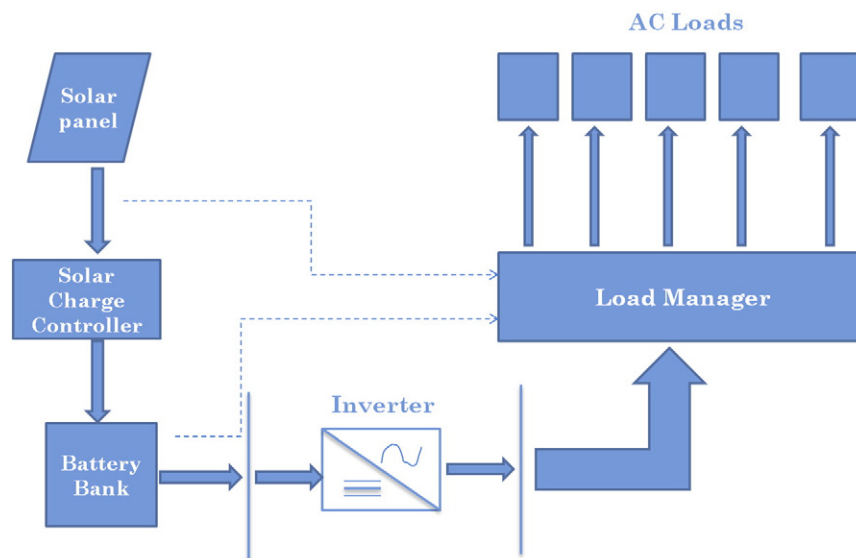 AC Loads
Solar
panel
Solar
Charge
Controller
Load Manager
Inverter
Battery
Bank